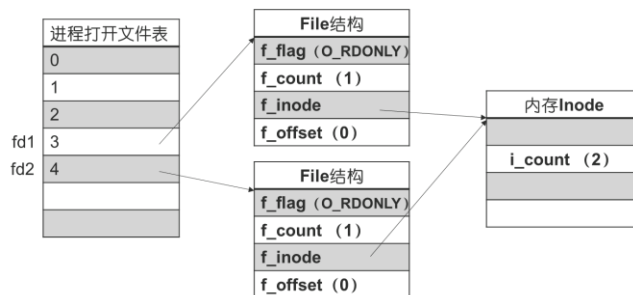 进程打开文件表
0
1
2
fd1 3
fd2 4
File结构
f_flag（O_RDONLY）
f_count（1）
f_inode
f_offset（0）
File结构
f_flag（O_RDONLY）
f_count（1）
f_inode
f_offset（0）
内存Inode
i_count（2）